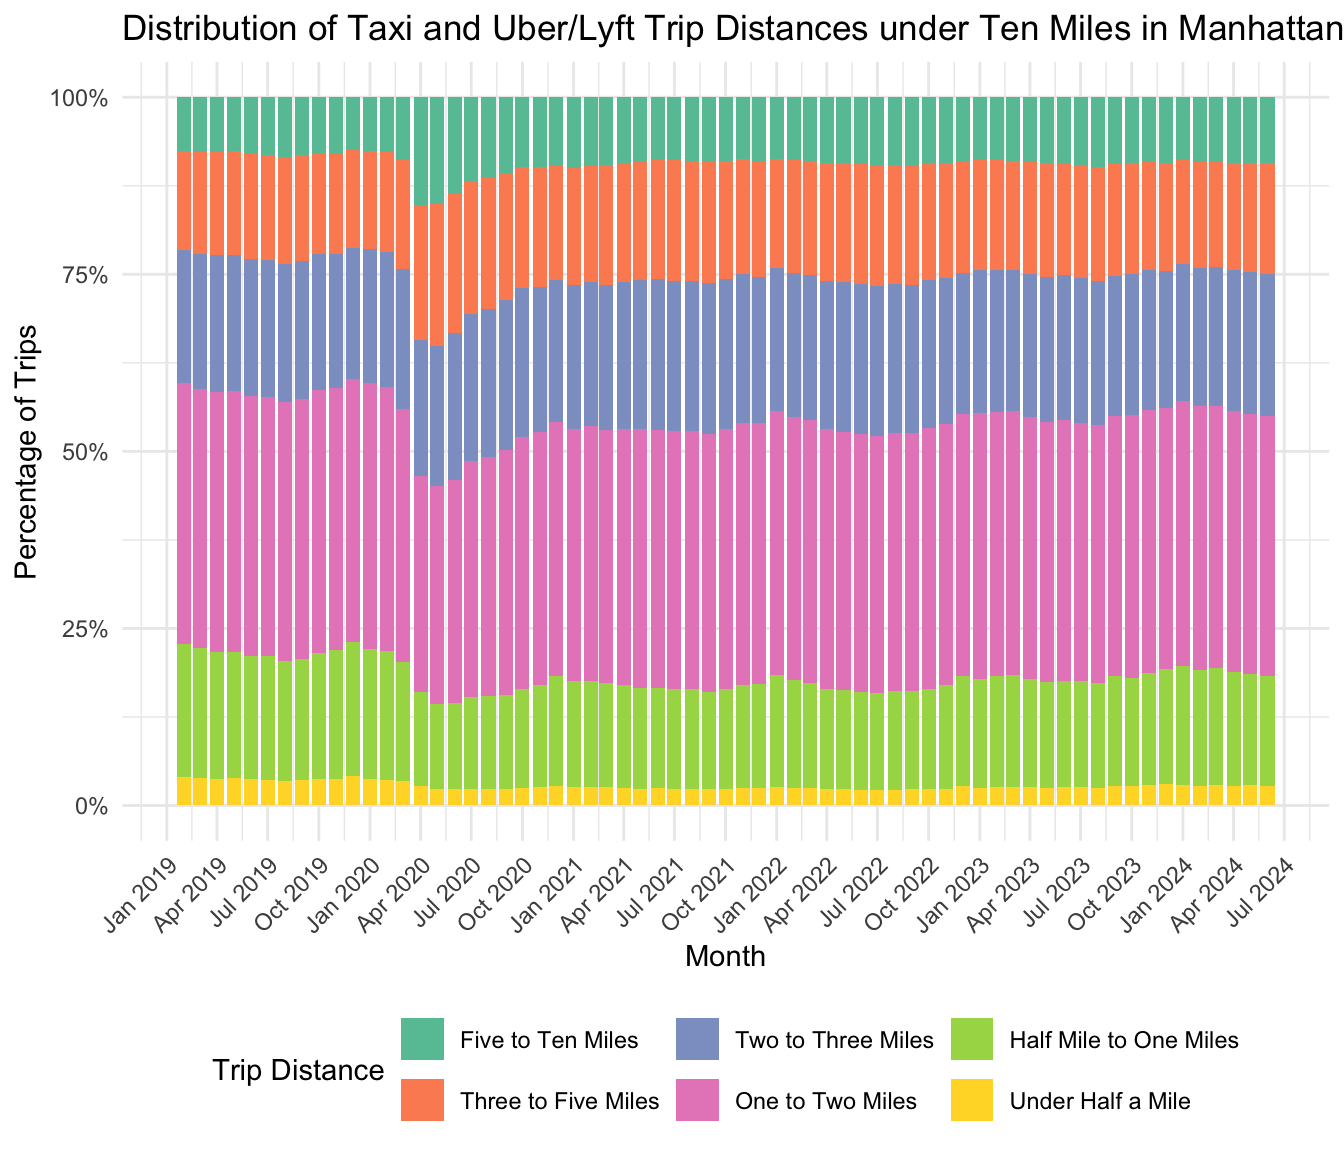 Distribution of Taxi and Uber/Lyft Trip Distances under Ten Miles in Manhattan
Percentage of Trips
100%
75%
50%
25%
0%
Jan 2019
Apr 2019
Jul 2019
Oct 2019
Jan 2020
Apr 2020
Jul 2020
Oct 2020
Jan 2021
Apr 2021
Jul 2021
Oct 2021
Jan 2022
Apr 2022
Jul 2022
Oct 2022
Jan 2023
Apr 2023
Jul 2023
Oct 2023
Jan 2024
Apr 2024
Jul 2024
Month
Trip Distance
Five to Ten Miles
Three to Five Miles
Two to Three Miles
One to Two Miles
Half Mile to One Miles
Under Half a Mile